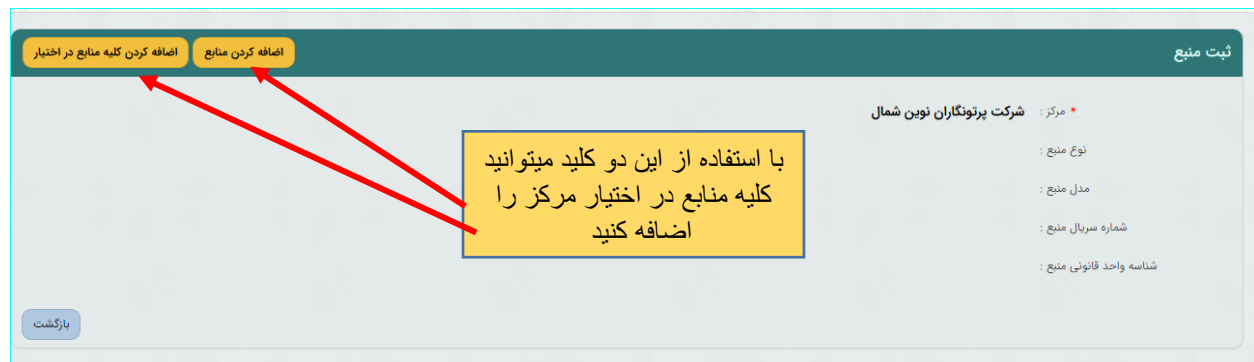 ثبت منبع
اضافه کردن منابع
اضافه کردن کلیه منابع در اختیار
* مرکز : شرکت پرتونگاران نوین شمال
نوع منبع :
مدل منبع :
شماره سریال منبع :
شناسه واحد قانونی منبع :
با استفاده از این دو کلید میتوانید
کلیه منابع در اختیار مرکز را
اضافه کنید
بازگشت